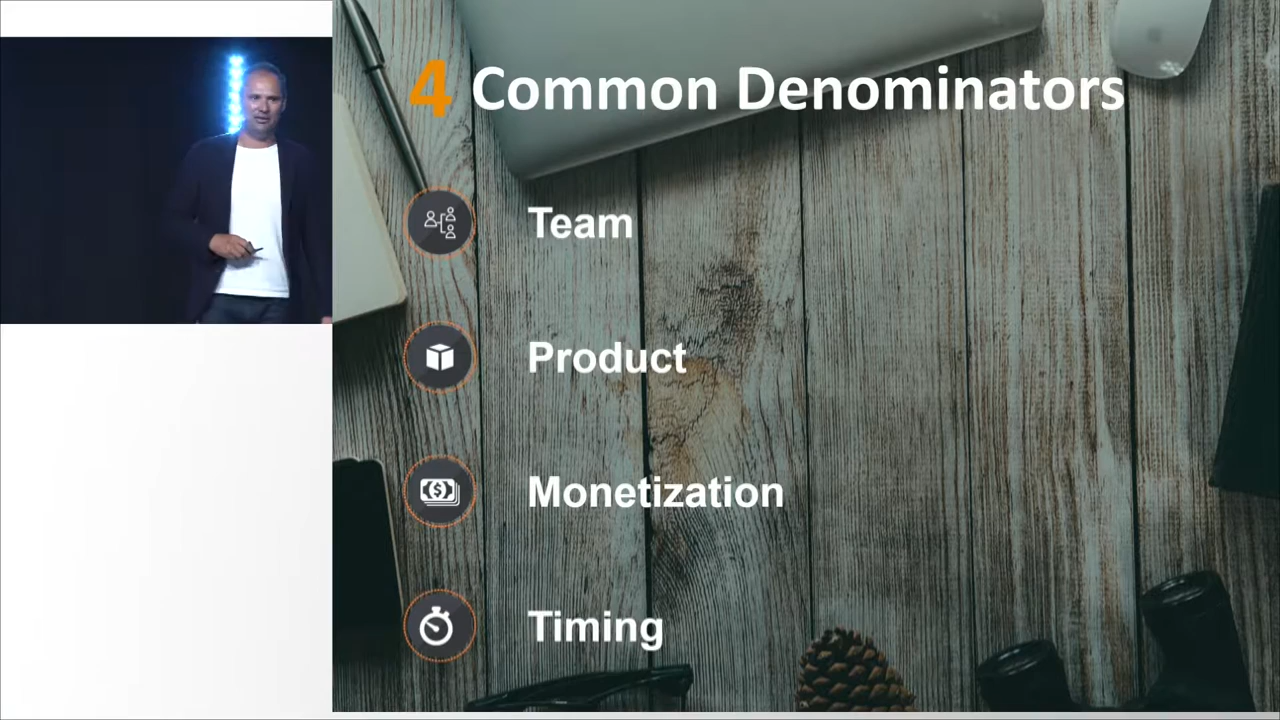 4 Common Denominators
Team
Product
Monetization
Timing